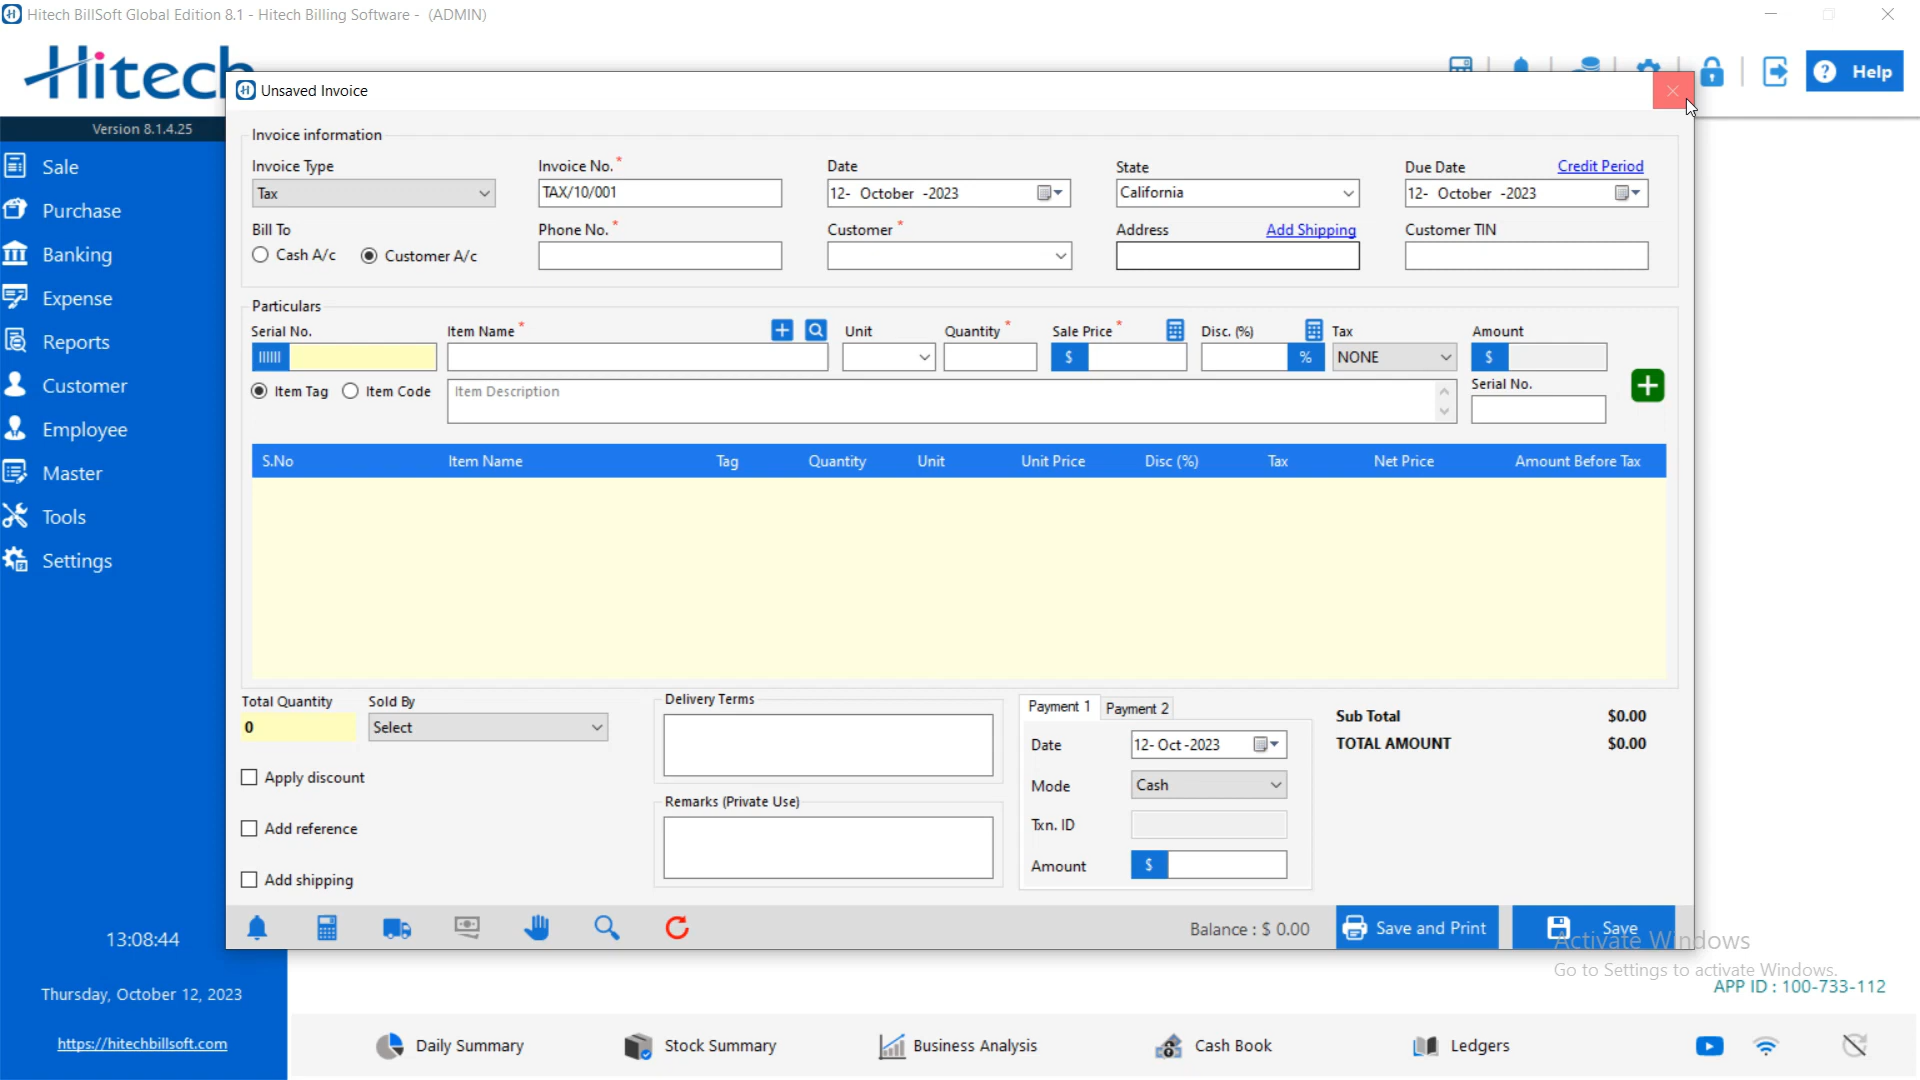 Hitech BillSoft Global Edition 8.1 - Hitech Billing Software - (ADMIN)
Hitech
Help
Version 8.1.4.25
Sale
Purchase
Banking
Expense
Reports
Customer
Employee
Master
Tools
Settings
13:08:44
Thursday, October 12, 2023
https://hitechbillsoft.com
Unsaved Invoice
Invoice information
Invoice Type Invoice No.* Date State Due Date Credit Period
Tax TAX/10/001 12- October -2023 California 12- October -2023
Bill To Phone No.* Customer* Address Add Shipping Customer TIN
Cash A/c Customer A/c
Particulars
Serial No. Item Name* Unit Quantity* Sale Price* Disc. (%) Tax Amount
$ % NONE $
Item Tag Item Code Item Description Serial No.
S.No Item Name Tag Quantity Unit Unit Price Disc (%) Tax Net Price Amount Before Tax
Total Quantity Sold By
0 Select
Apply discount
Add reference
Add shipping
Delivery Terms
Remarks (Private Use)
Payment 1 Payment 2
Date 12- Oct -2023
Mode Cash
Txn. ID
Amount $
Sub Total $0.00
TOTAL AMOUNT $0.00
Balance : $ 0.00 Save and Print Save
Activate Windows
Go to Settings to activate Windows.
APP ID : 100-733-112
Daily Summary Stock Summary Business Analysis Cash Book Ledgers